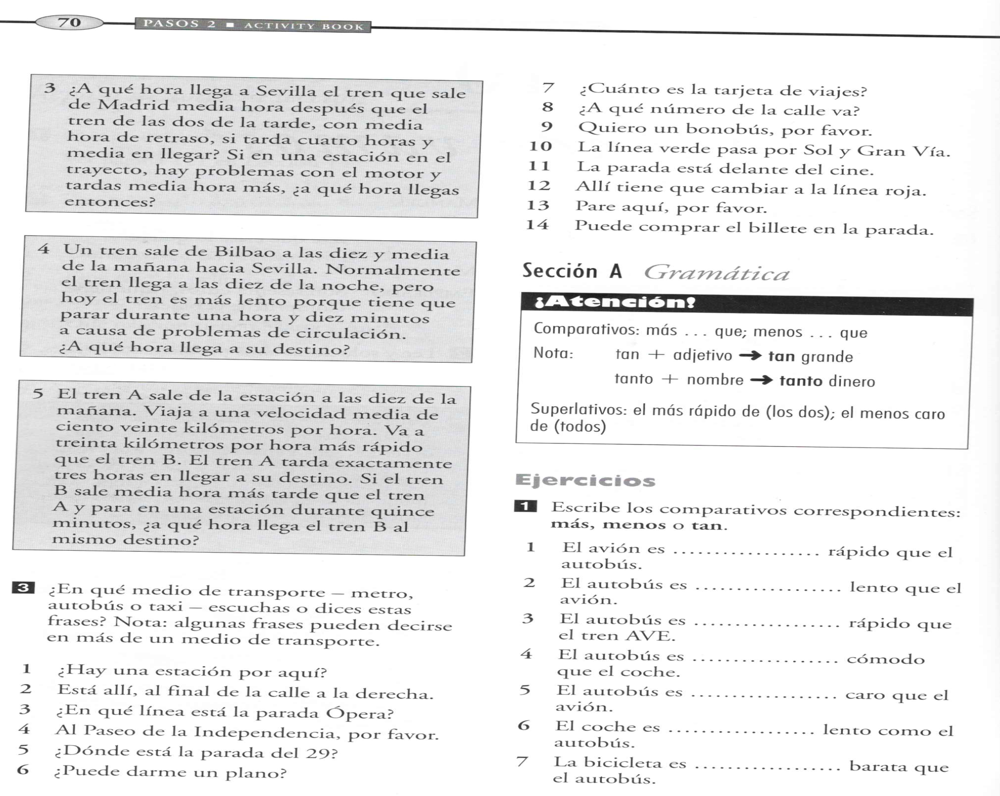 70
PASOS 2 ■ ACTIVITY BOOK
3 ¿A qué hora llega a Sevilla el tren que sale
de Madrid media hora después que el
tren de las dos de la tarde, con media
hora de retraso, si tarda cuatro horas y
media en llegar? Si en una estación en el
trayecto, hay problemas con el motor y
tardas media hora más, ¿a qué hora llegas
entonces?
4 Un tren sale de Bilbao a las diez y media
de la mañana hacia Sevilla. Normalmente
el tren llega a las diez de la noche, pero
hoy el tren es más lento porque tiene que
parar durante una hora y diez minutos
a causa de problemas de circulación.
¿A qué hora llega a su destino?
5 El tren A sale de la estación a las diez de la
mañana. Viaja a una velocidad media de
ciento veinte kilómetros por hora. Va a
treinta kilómetros por hora más rápido
que el tren B. El tren A tarda exactamente
tres horas en llegar a su destino. Si el tren
B sale media hora más tarde que el tren
A y para en una estación durante quince
minutos, ¿a qué hora llega el tren B al
mismo destino?
3 ¿En qué medio de transporte – metro,
autobús o taxi – escuchas o dices estas
frases? Nota: algunas frases pueden decirse
en más de un medio de transporte.
1 ¿Hay una estación por aquí?
2 Está allí, al final de la calle a la derecha.
3 ¿En qué línea está la parada Ópera?
4 Al Paseo de la Independencia, por favor.
5 ¿Dónde está la parada del 29?
6 ¿Puede darme un plano?
7 ¿Cuánto es la tarjeta de viajes?
8 ¿A qué número de la calle va?
9 Quiero un bonobús, por favor.
10 La línea verde pasa por Sol y Gran Vía.
11 La parada está delante del cine.
12 Allí tiene que cambiar a la línea roja.
13 Pare aquí, por favor.
14 Puede comprar el billete en la parada.
Sección A Gramática
¡Atención!
Comparativos: más ... que; menos ... que
Nota: tan + adjetivo → tan grande
tanto + nombre → tanto dinero
Superlativos: el más rápido de (los dos); el menos caro
de (todos)
Ejercicios
1 Escribe los comparativos correspondientes:
más, menos o tan.
1 El avión es .................. rápido que el
autobús.
2 El autobús es .................. lento que el
avión.
3 El autobús es .................. rápido que
el tren AVE.
4 El autobús es .................. cómodo
que el coche.
5 El autobús es .................. caro que el
avión.
6 El coche es .................. lento como el
autobús.
7 La bicicleta es .................. barata que
el autobús.